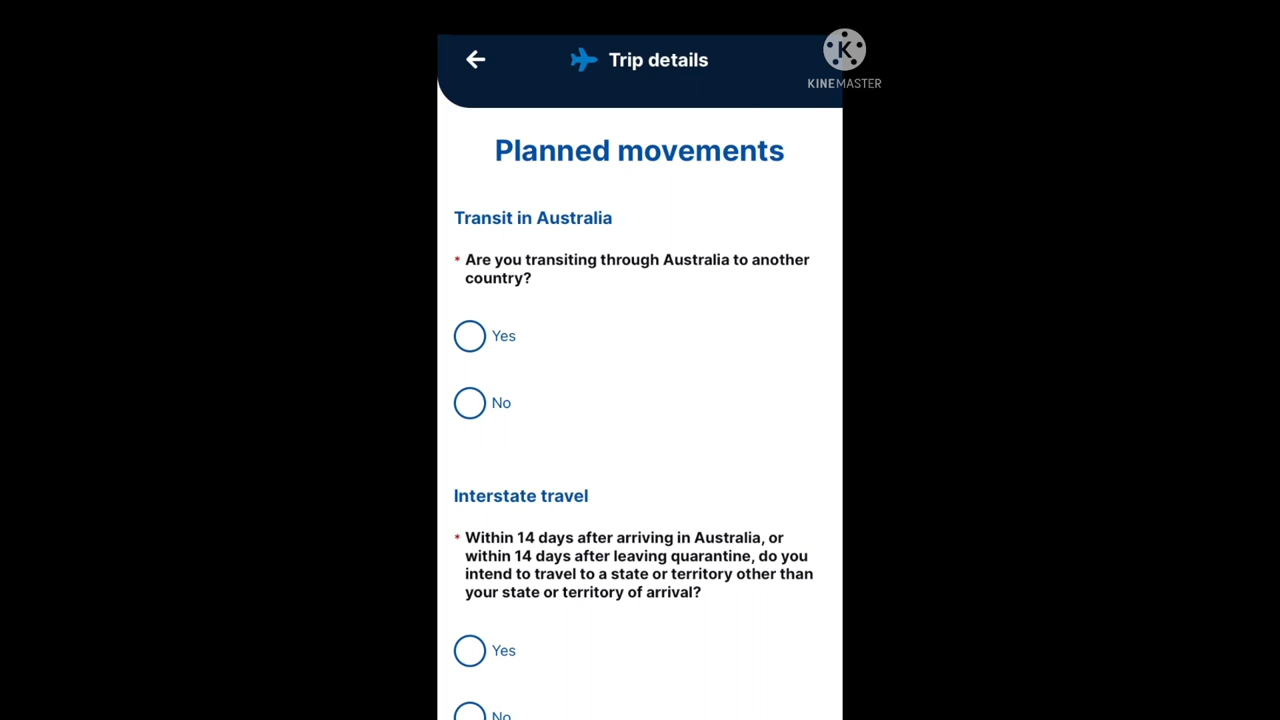 Trip details
K
KINEMASTER
Planned movements
Transit in Australia
* Are you transiting through Australia to another
country?
Yes
No
Interstate travel
* Within 14 days after arriving in Australia, or
within 14 days after leaving quarantine, do you
intend to travel to a state or territory other than
your state or territory of arrival?
Yes
No